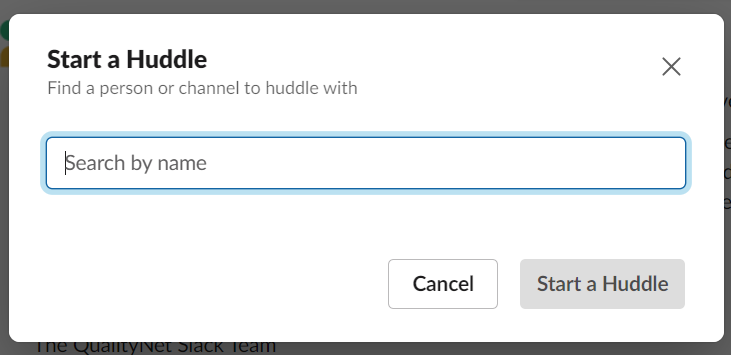 Start a Huddle
Find a person or channel to huddle with
Search by name
Cancel
Start a Huddle
The QualityNet Slack Team